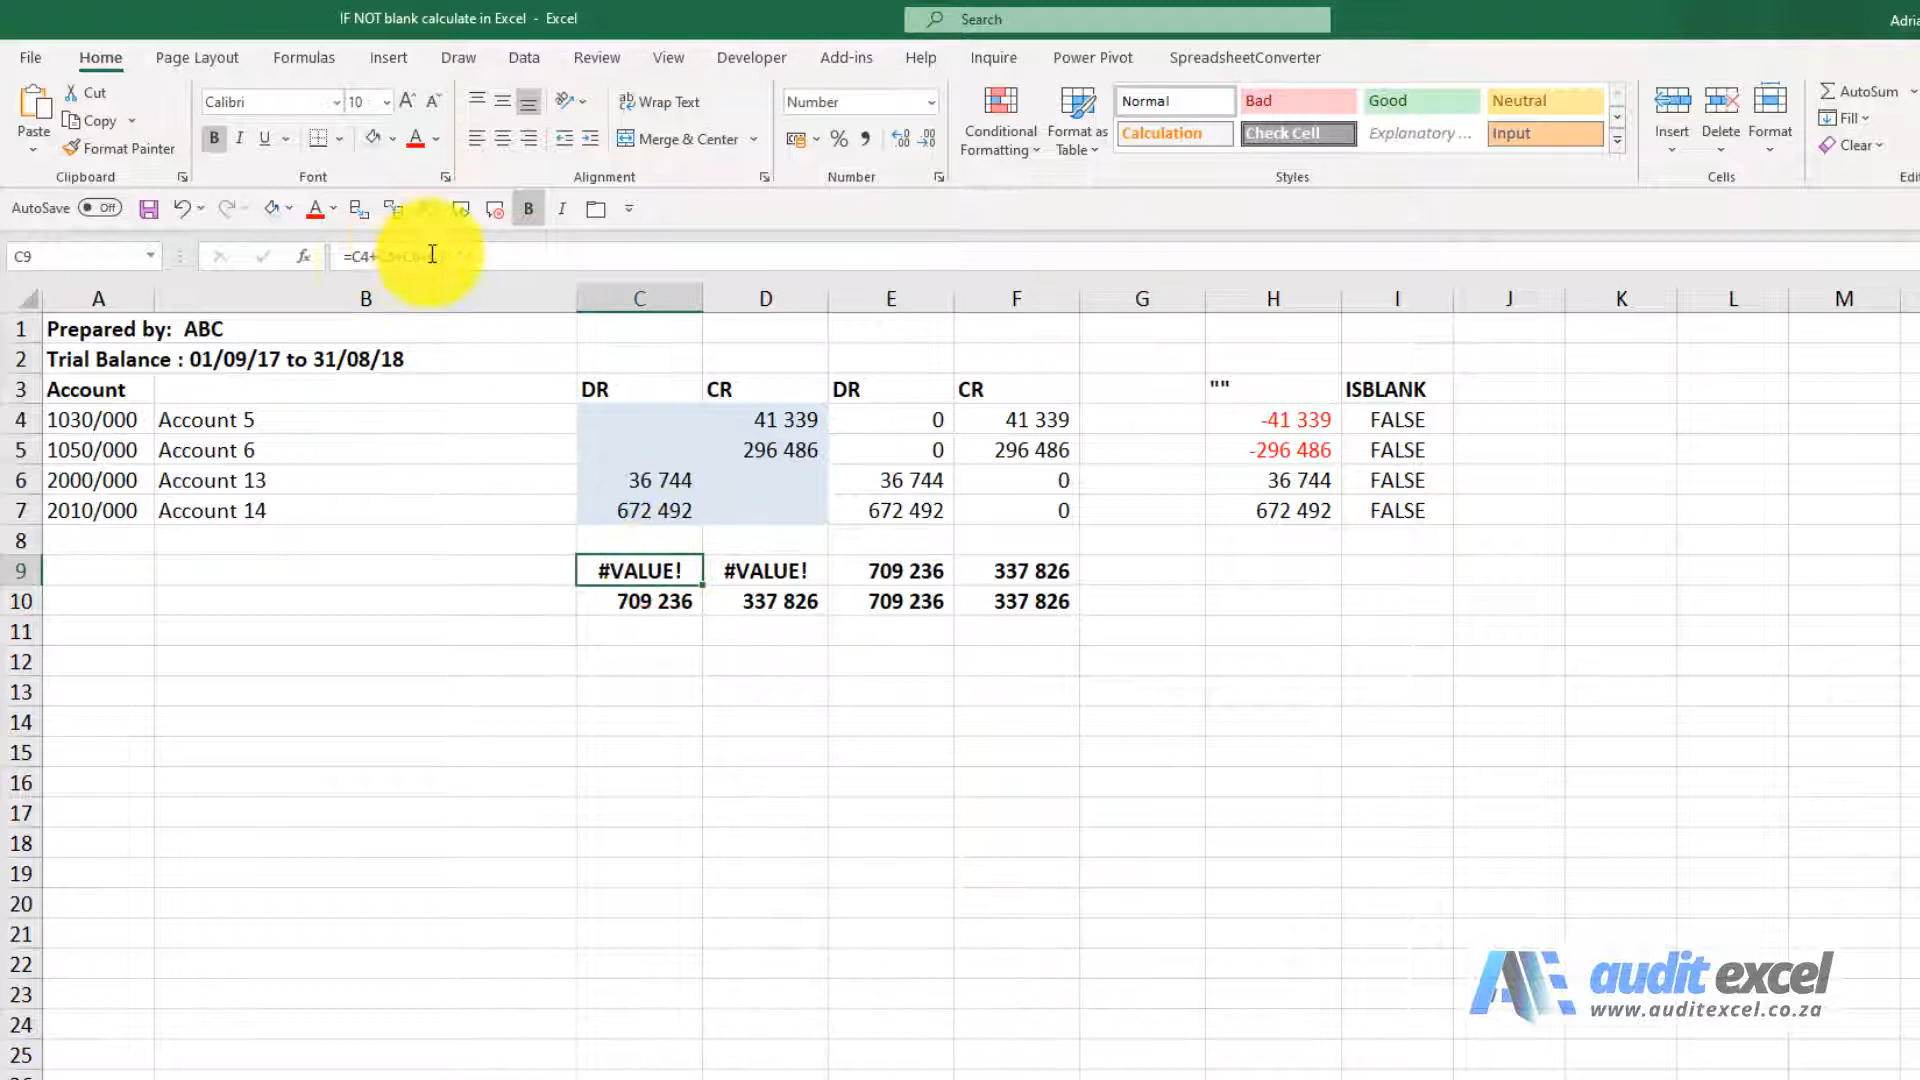 IF NOT blank calculate in Excel - Excel
Search
File Home Page Layout Formulas Insert Draw Data Review View Developer Add-ins Help Inquire Power Pivot SpreadsheetConverter
Paste
Cut
Copy
Format Painter
Clipboard
Calibri 10
B I U
Font
Wrap Text
Merge & Center
Alignment
Number
%
Number
Conditional Formatting
Format as Table
Normal Bad Good Neutral
Calculation Check Cell Explanatory ... Input
Styles
Insert Delete Format
Cells
AutoSum
Fill
Clear
AutoSave Off
B I
C9
fx
A B C D E F G H I J K L M
1 Prepared by: ABC
2 Trial Balance : 01/09/17 to 31/08/18
3 Account DR CR DR CR "" ISBLANK
4 1030/000 Account 5 41 339 0 41 339 -41 339 FALSE
5 1050/000 Account 6 296 486 0 296 486 -296 486 FALSE
6 2000/000 Account 13 36 744 36 744 0 36 744 FALSE
7 2010/000 Account 14 672 492 672 492 0 672 492 FALSE
8
9 #VALUE! #VALUE! 709 236 337 826
10 709 236 337 826 709 236 337 826
11
12
13
14
15
16
17
18
19
20
21
22
23
24
25
audit excel
www.auditexcel.co.za